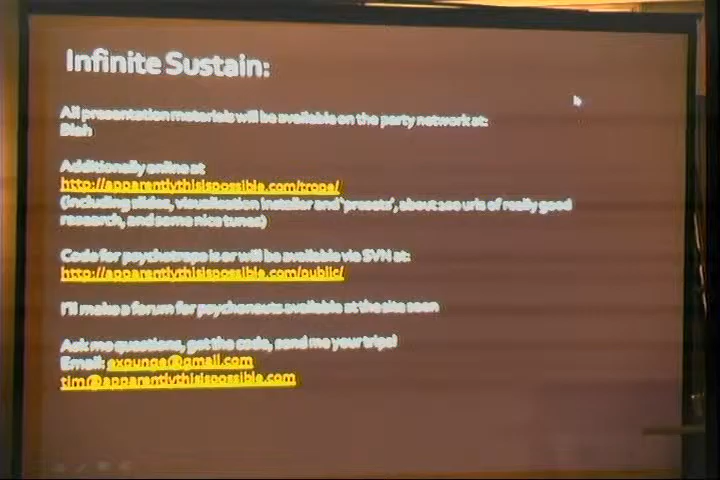 Infinite Sustain:
All presentation materials will be available on the party network at:
Blah
Additionally online at
http://apparentlythisispossible.com/trope/
(including slides, visualisation installer and 'presets', about 100 urls of really good
research, and some nice tunes)
Code for psychotrope is or will be available via SVN at:
http://apparentlythisispossible.com/public/
I'll make a forum for psychonauts available at the site soon
Ask me questions, get the code, send me your trips!
Email: expunge@gmail.com
tim@apparentlythisispossible.com